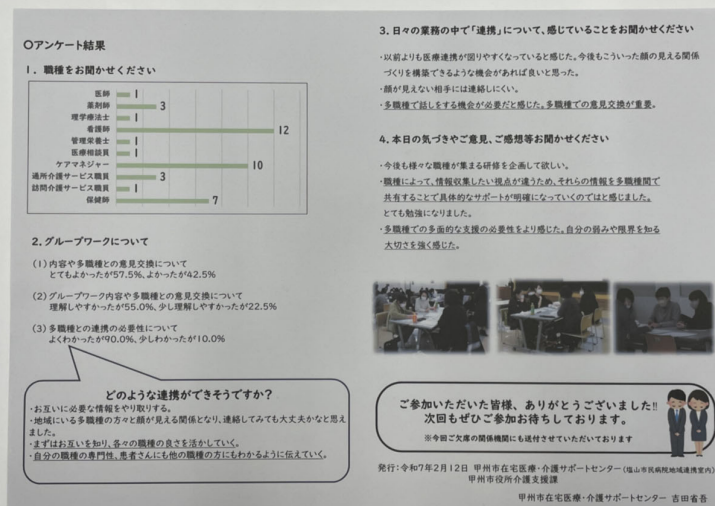 〇アンケート結果
1．職種をお聞かせください
医師 1
薬剤師 3
理学療法士 1
看護師 12
管理栄養士 1
医療相談員 1
ケアマネジャー 10
通所介護サービス職員 3
訪問介護サービス職員 1
保健師 7
2．グループワークについて
（1）内容や多職種との意見交換について
とてもよかったが57.5%、よかったが42.5%
（2）グループワーク内容や多職種との意見交換について
理解しやすかったが55.0%、少し理解しやすかったが22.5%
（3）多職種との連携の必要性について
よくわかったが90.0%、少しわかったが10.0%
どのような連携ができそうですか？
・お互いに必要な情報をやり取りする。
・地域にいる多職種の方々と顔が見える関係となり、連絡してみても大丈夫かなと思え
ました。
・まずはお互いを知り、各々の職種の良さを活かしていく。
・自分の職種の専門性、患者さんにも他の職種の方にもわかるように伝えていく。
3．日々の業務の中で「連携」について、感じていることをお聞かせください
・以前よりも医療連携が図りやすくなっていると感じた。今後もこういった顔の見える関係
づくりを構築できるような機会があれば良いと思った。
・顔が見えない相手には連絡しにくい。
・多職種で話しをする機会が必要だと感じた。多職種での意見交換が重要。
4．本日の気づきやご意見、ご感想等お聞かせください
・今後も様々な職種が集まる研修を企画して欲しい。
・職種によって、情報収集したい視点が違うため、それらの情報を多職種間で
共有することで具体的なサポートが明確になっていくのではと感じました。
とても勉強になりました。
・多職種での多面的な支援の必要性をより感じた。自分の弱みや限界を知る
大切さを強く感じた。
ご参加いただいた皆様、ありがとうございました!!
次回もぜひご参加お待ちしております。
※今回ご欠席の関係機関にも送付させていただいております
発行：令和7年2月12日 甲州市在宅医療・介護サポートセンター（塩山市民病院地域連携室内）
甲州市役所介護支援課
甲州市在宅医療・介護サポートセンター 吉田省吾